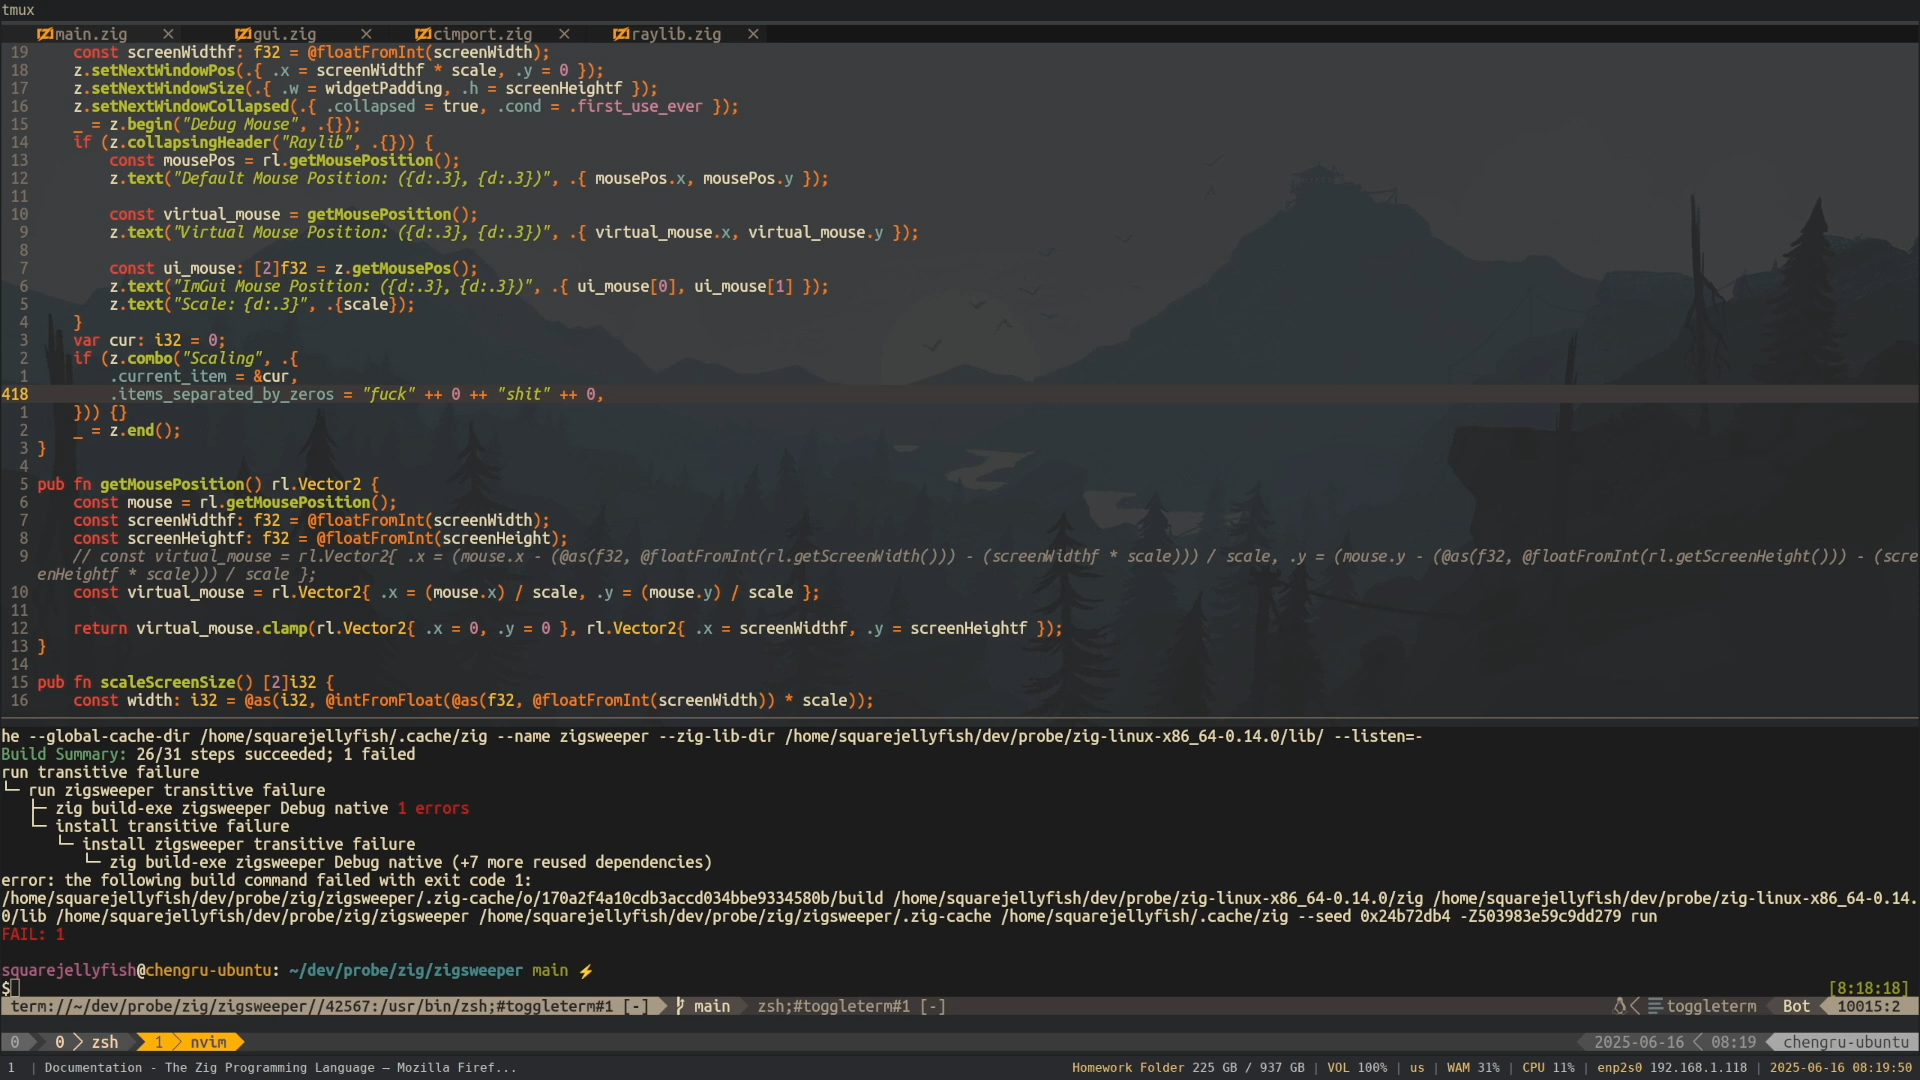 tmux
main.zig × gui.zig × cimport.zig × raylib.zig ×
19 const screenWidthf: f32 = @floatFromInt(screenWidth);
18 z.setNextWindowPos(.{ .x = screenWidthf * scale, .y = 0 });
17 z.setNextWindowSize(.{ .w = widgetPadding, .h = screenHeightf });
16 z.setNextWindowCollapsed(.{ .collapsed = true, .cond = .first_use_ever });
15 _ = z.begin("Debug Mouse", .{});
14 if (z.collapsingHeader("Raylib", .{})) {
13 const mousePos = rl.getMousePosition();
12 z.text("Default Mouse Position: ({d:.3}, {d:.3})", .{ mousePos.x, mousePos.y });
11
10 const virtual_mouse = getMousePosition();
9 z.text("Virtual Mouse Position: ({d:.3}, {d:.3})", .{ virtual_mouse.x, virtual_mouse.y });
8
7 const ui_mouse: [2]f32 = z.getMousePos();
6 z.text("ImGui Mouse Position: ({d:.3}, {d:.3})", .{ ui_mouse[0], ui_mouse[1] });
5 z.text("Scale: {d:.3}", .{scale});
4 }
3 var cur: i32 = 0;
2 if (z.combo("Scaling", .{
1 .current_item = &cur,
418 .items_separated_by_zeros = "fuck" ++ 0 ++ "shit" ++ 0,
1 })) {}
2 _ = z.end();
3 }
4
5 pub fn getMousePosition() rl.Vector2 {
6 const mouse = rl.getMousePosition();
7 const screenWidthf: f32 = @floatFromInt(screenWidth);
8 const screenHeightf: f32 = @floatFromInt(screenHeight);
9 // const virtual_mouse = rl.Vector2{ .x = (mouse.x - (@as(f32, @floatFromInt(rl.getScreenWidth())) - (screenWidthf * scale))) / scale, .y = (mouse.y - (@as(f32, @floatFromInt(rl.getScreenHeight())) - (scre
enHeightf * scale))) / scale };
10 const virtual_mouse = rl.Vector2{ .x = (mouse.x) / scale, .y = (mouse.y) / scale };
11
12 return virtual_mouse.clamp(rl.Vector2{ .x = 0, .y = 0 }, rl.Vector2{ .x = screenWidthf, .y = screenHeightf });
13 }
14
15 pub fn scaleScreenSize() [2]i32 {
16 const width: i32 = @as(i32, @intFromFloat(@as(f32, @floatFromInt(screenWidth)) * scale));
he --global-cache-dir /home/squarejellyfish/.cache/zig --name zigsweeper --zig-lib-dir /home/squarejellyfish/dev/probe/zig-linux-x86_64-0.14.0/lib/ --listen=-
Build Summary: 26/31 steps succeeded; 1 failed
run transitive failure
└─ run zigsweeper transitive failure
├─ zig build-exe zigsweeper Debug native 1 errors
└─ install transitive failure
└─ install zigsweeper transitive failure
└─ zig build-exe zigsweeper Debug native (+7 more reused dependencies)
error: the following build command failed with exit code 1:
/home/squarejellyfish/dev/probe/zig/zigsweeper/.zig-cache/o/170a2f4a10cdb3accd034bbe9334580b/build /home/squarejellyfish/dev/probe/zig-linux-x86_64-0.14.0/zig /home/squarejellyfish/dev/probe/zig-linux-x86_64-0.14.
0/lib /home/squarejellyfish/dev/probe/zig/zigsweeper /home/squarejellyfish/dev/probe/zig/zigsweeper/.zig-cache /home/squarejellyfish/.cache/zig --seed 0x24b72db4 -Z503983e59c9dd279 run
FAIL: 1
squarejellyfish@chengru-ubuntu: ~/dev/probe/zig/zigsweeper main ⚡
$ [8:18:18]
term://~/dev/probe/zig/zigsweeper//42567:/usr/bin/zsh;#toggleterm#1 [-] main zsh;#toggleterm#1 [-] toggleterm Bot 10015:2
0 0 zsh 1 nvim 2025-06-16 08:19 chengru-ubuntu
1 | Documentation - The Zig Programming Language — Mozilla Firef... Homework Folder 225 GB / 937 GB | VOL 100% | us | WAM 31% | CPU 11% | enp2s0 192.168.1.118 | 2025-06-16 08:19:50